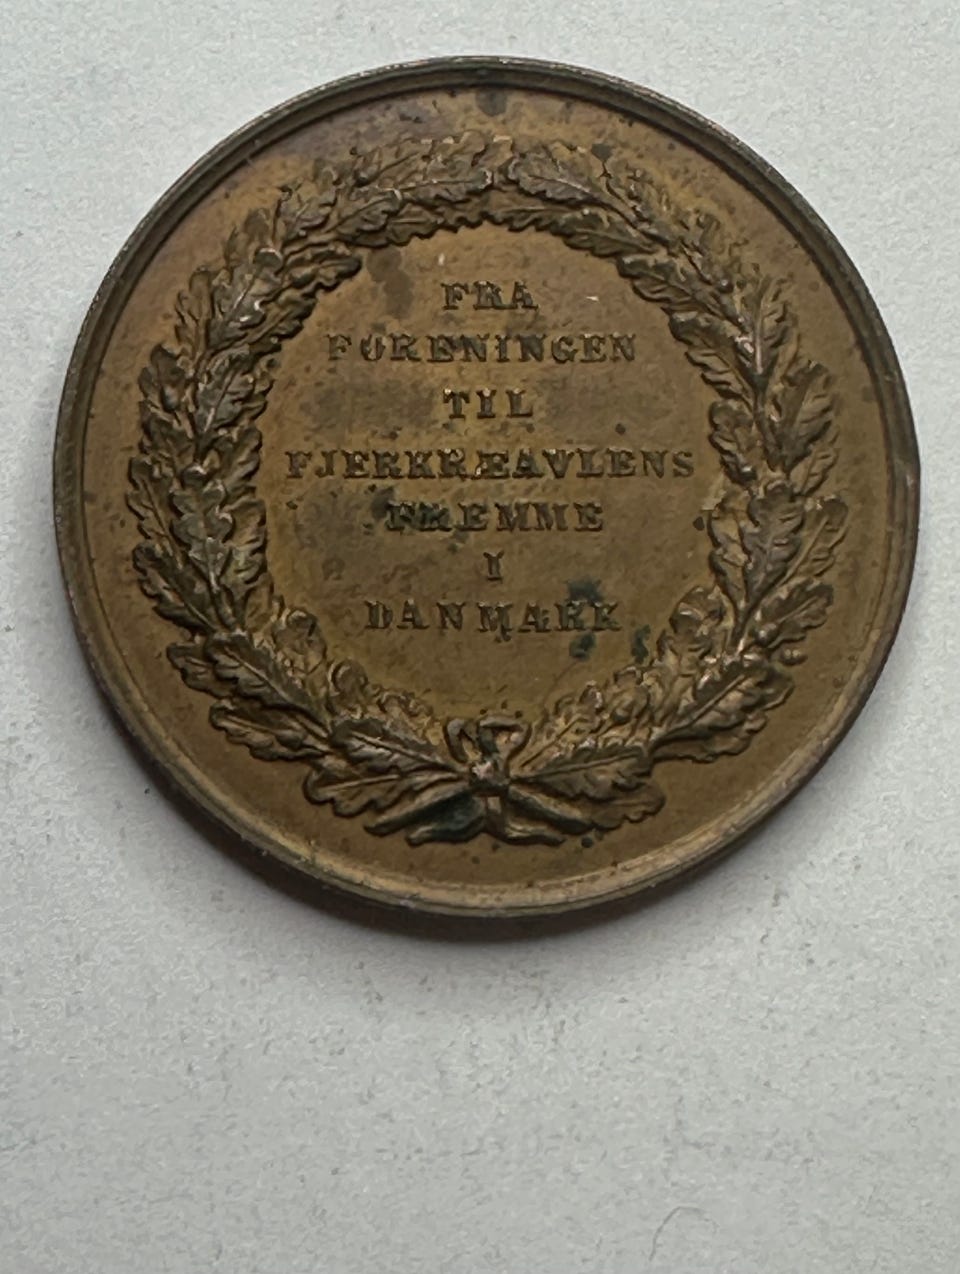 FRA
FORENINGEN
TIL
FJERKRÆAVLENS
FREMME
I
DANMARK